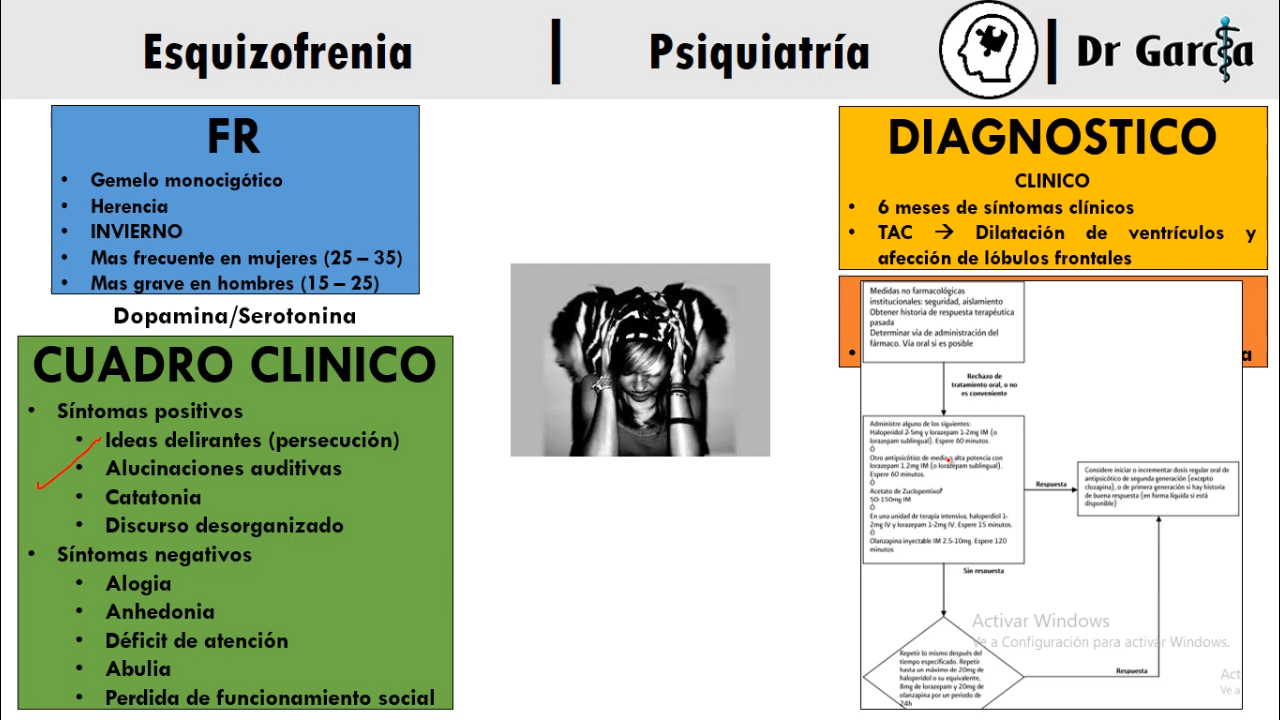 Esquizofrenia | Psiquiatría | Dr García
FR
• Gemelo monocigótico
• Herencia
• INVIERNO
• Mas frecuente en mujeres (25 – 35)
• Mas grave en hombres (15 – 25)
Dopamina/Serotonina
CUADRO CLINICO
• Síntomas positivos
• Ideas delirantes (persecución)
• Alucinaciones auditivas
• Catatonia
• Discurso desorganizado
• Síntomas negativos
• Alogia
• Anhedonia
• Déficit de atención
• Abulia
• Perdida de funcionamiento social
DIAGNOSTICO
CLINICO
• 6 meses de síntomas clínicos
• TAC → Dilatación de ventrículos y
afección de lóbulos frontales
Medidas no farmacológicas
institucionales: seguridad, aislamiento
Obtener historia de respuesta terapéutica
pasada
Determinar vía de administración del
fármaco. Vía oral si es posible
Rechazo de
tratamiento oral, o no
es conveniente
Administre alguno de los siguientes:
Haloperidol 2-5mg y lorazepam 1-2mg IM (o
lorazepam sublingual). Espere 60 minutos.
O
Otro antipsicótico de media alta potencia con
lorazepam 1.2mg IM (o lorazepam sublingual).
Espere 60 minutos.
O
Acetato de Zuclopentixol
50-150mg IM
O
En una unidad de terapia intensiva, haloperdiol 1-
2mg IV y lorazepam 1-2mg IV. Espere 15 minutos.
O
Olanzapina inyectable IM 2.5-10mg. Espere 120
minutos
Respuesta
Considere iniciar o incrementar dosis regular oral de
antipsicótico de segunda generación (excepto
clozapina), o de primera generación si hay historia
de buena respuesta (en forma líquida si está
disponible)
Sin respuesta
Repetir lo mismo después del
tiempo especificado. Repetir
hasta un máximo de 20mg de
haloperidol o su equivalente,
8mg de lorazepam y 20mg de
olanzapina por un periodo de
24h
Respuesta
Activar Windows
Ve a Configuración para activar Windows.
Act
Ve a